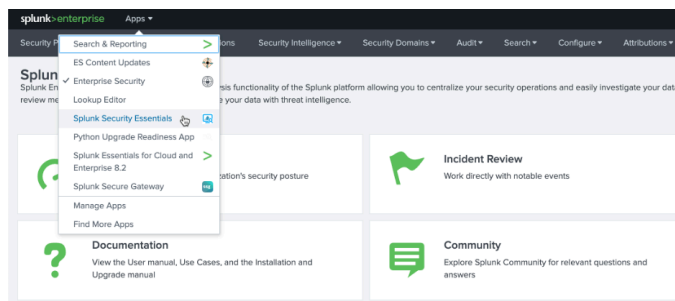 splunk>enterprise Apps ▾
Security P ions Security Intelligence ▾ Security Domains ▾ Audit ▾ Search ▾ Configure ▾ Attributions ▾
Search & Reporting
ES Content Updates
Enterprise Security
Lookup Editor
Splunk Security Essentials
Python Upgrade Readiness App
Splunk Essentials for Cloud and
Enterprise 8.2
Splunk Secure Gateway
Manage Apps
Find More Apps
Splun
Splunk En sis functionality of the Splunk platform allowing you to centralize your security operations and easily investigate your dat
review me e your data with threat intelligence.
zation's security posture
Incident Review
Work directly with notable events
Documentation
View the User manual, Use Cases, and the Installation and
Upgrade manual
Community
Explore Splunk Community for relevant questions and
answers